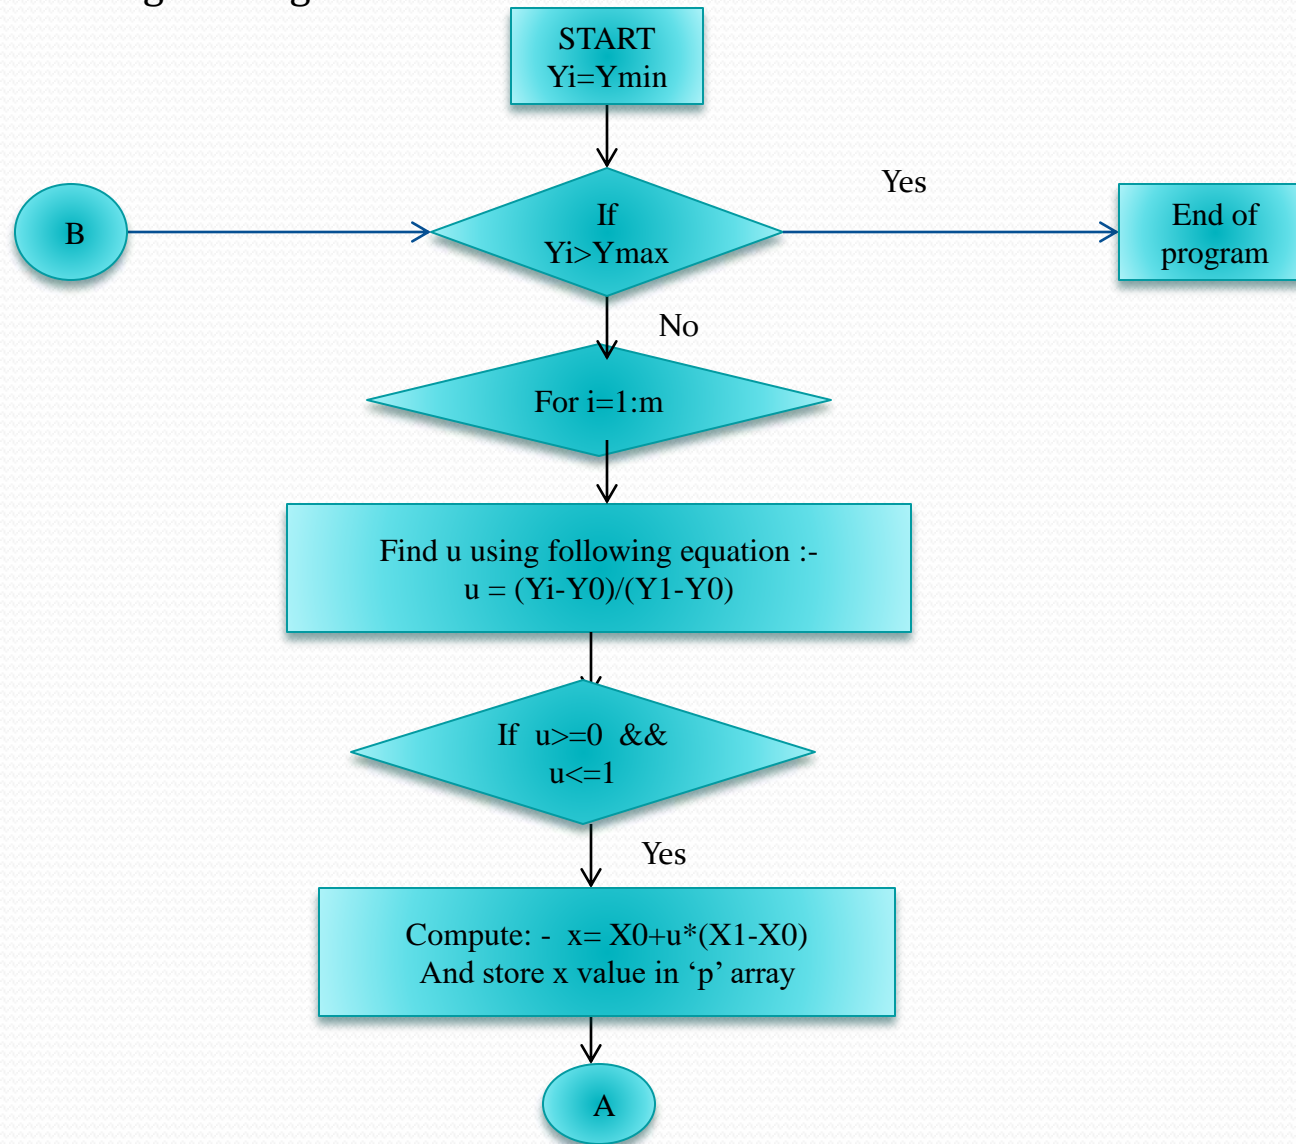 START
Yi=Ymin
Yes
B
If
Yi>Ymax
End of
program
No
For i=1:m
Find u using following equation :-
u = (Yi-Y0)/(Y1-Y0)
If  u>=0  &&
u<=1
Yes
Compute: -  x= X0+u*(X1-X0)
And store x value in ‘p’ array
A